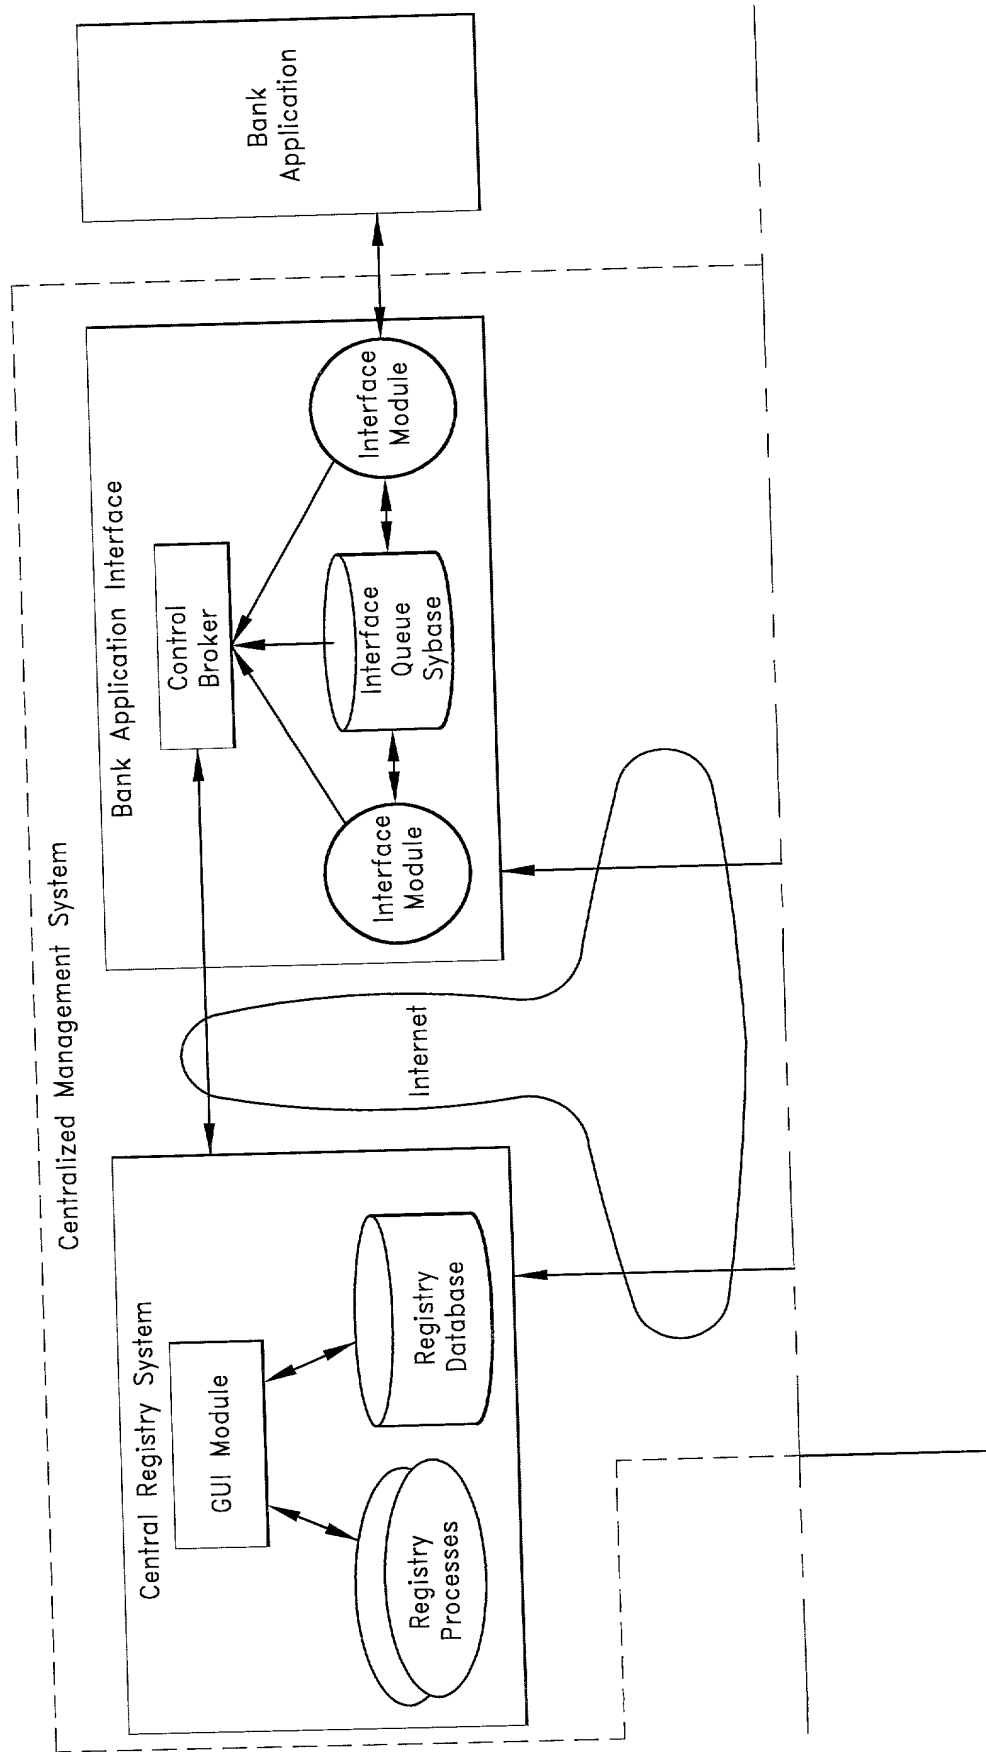 Centralized Management System
Central Registry System
GUI Module
Registry
Processes
Registry
Database
Internet
Bank Application Interface
Control
Broker
Interface
Module
Interface
Queue
Sybase
Interface
Module
Bank
Application